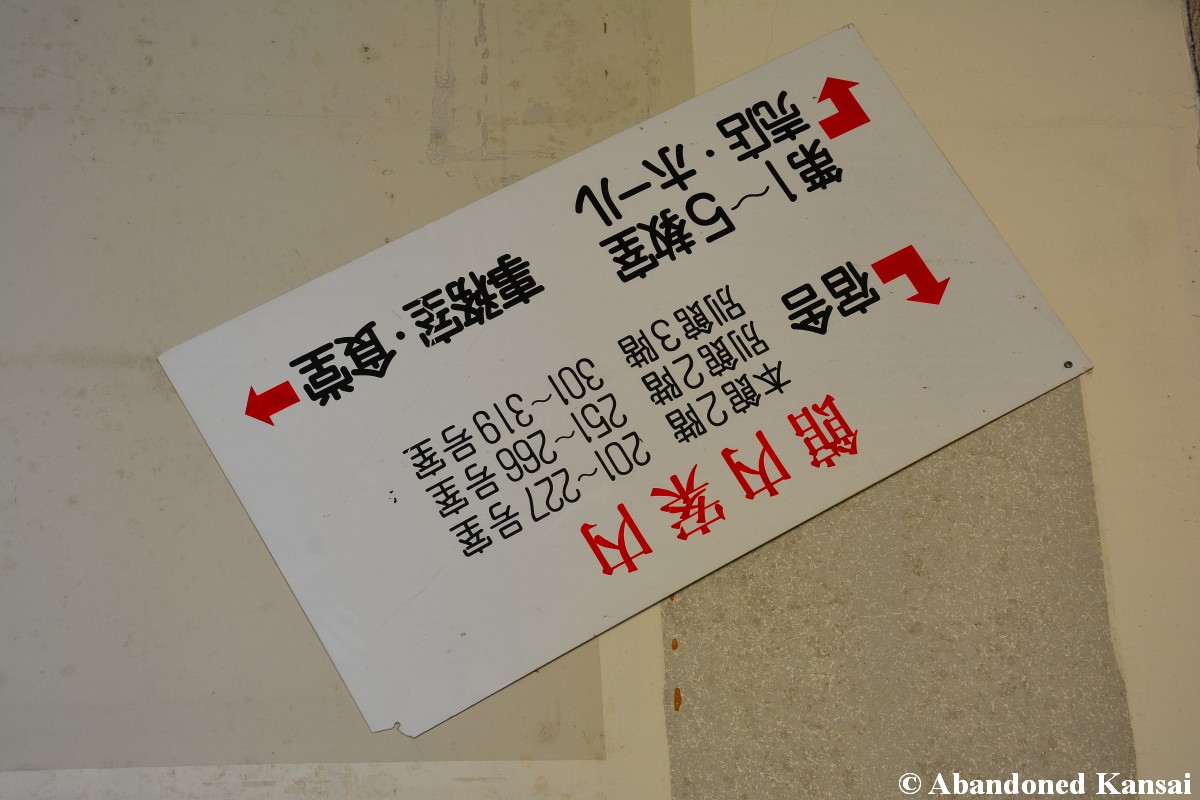 館内案内
宿舎
本館2階 201~227号室
別館2階 251~266号室
別館3階 301~319号室
第1~5教室
売店・ホール
事務室・食堂
© Abandoned Kansai